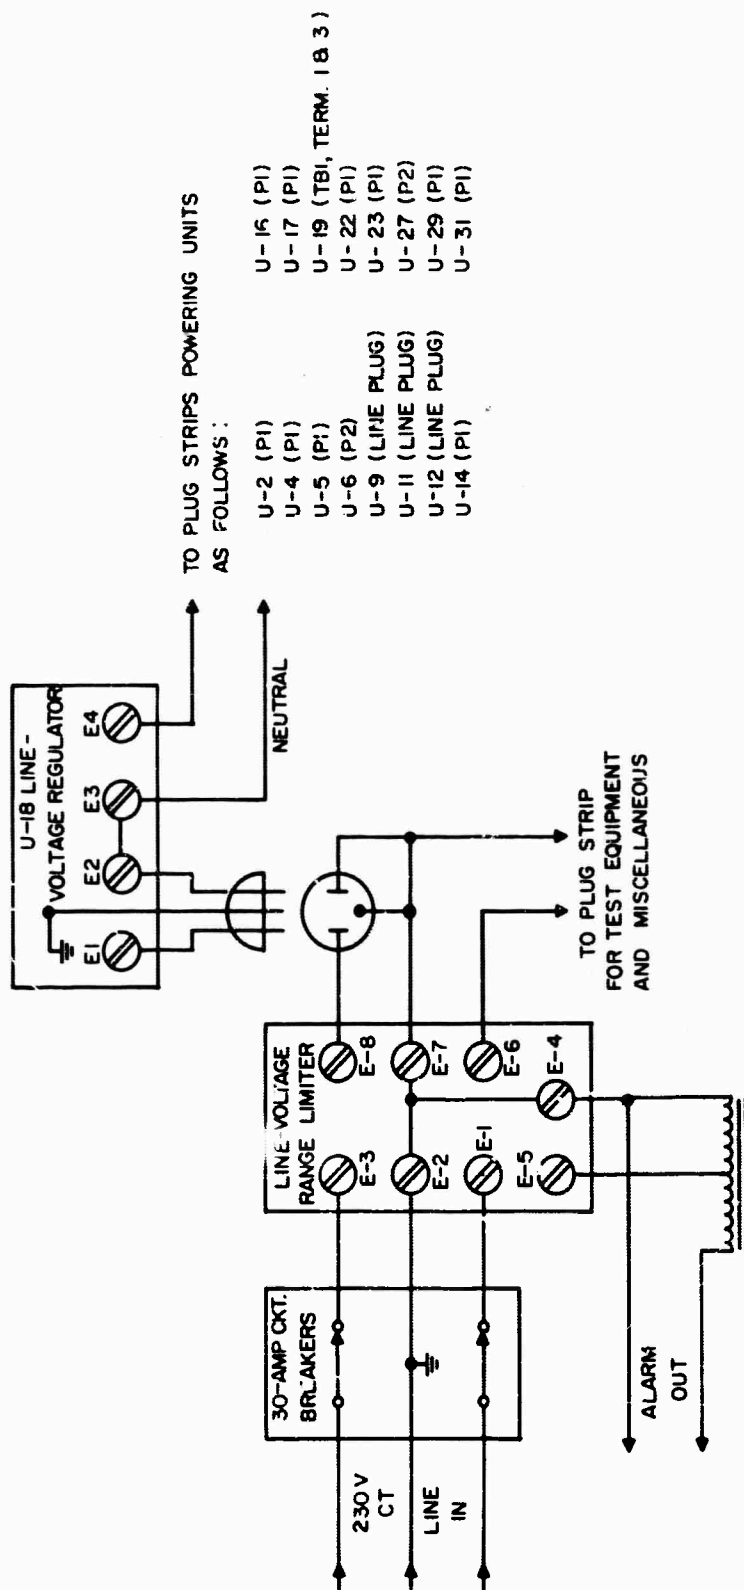 230V
CT
LINE
IN
30-AMP CKT.
BREAKERS
LINE-VOLTAGE
RANGE LIMITER
E-3
E-8
E-2
E-7
E-1
E-6
E-5
E-4
ALARM
OUT
U-18 LINE-
VOLTAGE REGULATOR
E1
E2
E3
E4
NEUTRAL
TO PLUG STRIP
FOR TEST EQUIPMENT
AND MISCELLANEOUS
TO PLUG STRIPS POWERING UNITS
AS FOLLOWS:
U-2 (P1) U-16 (P1)
U-4 (P1) U-17 (P1)
U-5 (P1) U-19 (TB1, TERM. 1 & 3)
U-6 (P2) U-22 (P1)
U-9 (LINE PLUG) U-23 (P1)
U-11 (LINE PLUG) U-27 (P2)
U-12 (LINE PLUG) U-29 (P1)
U-14 (P1) U-31 (P1)